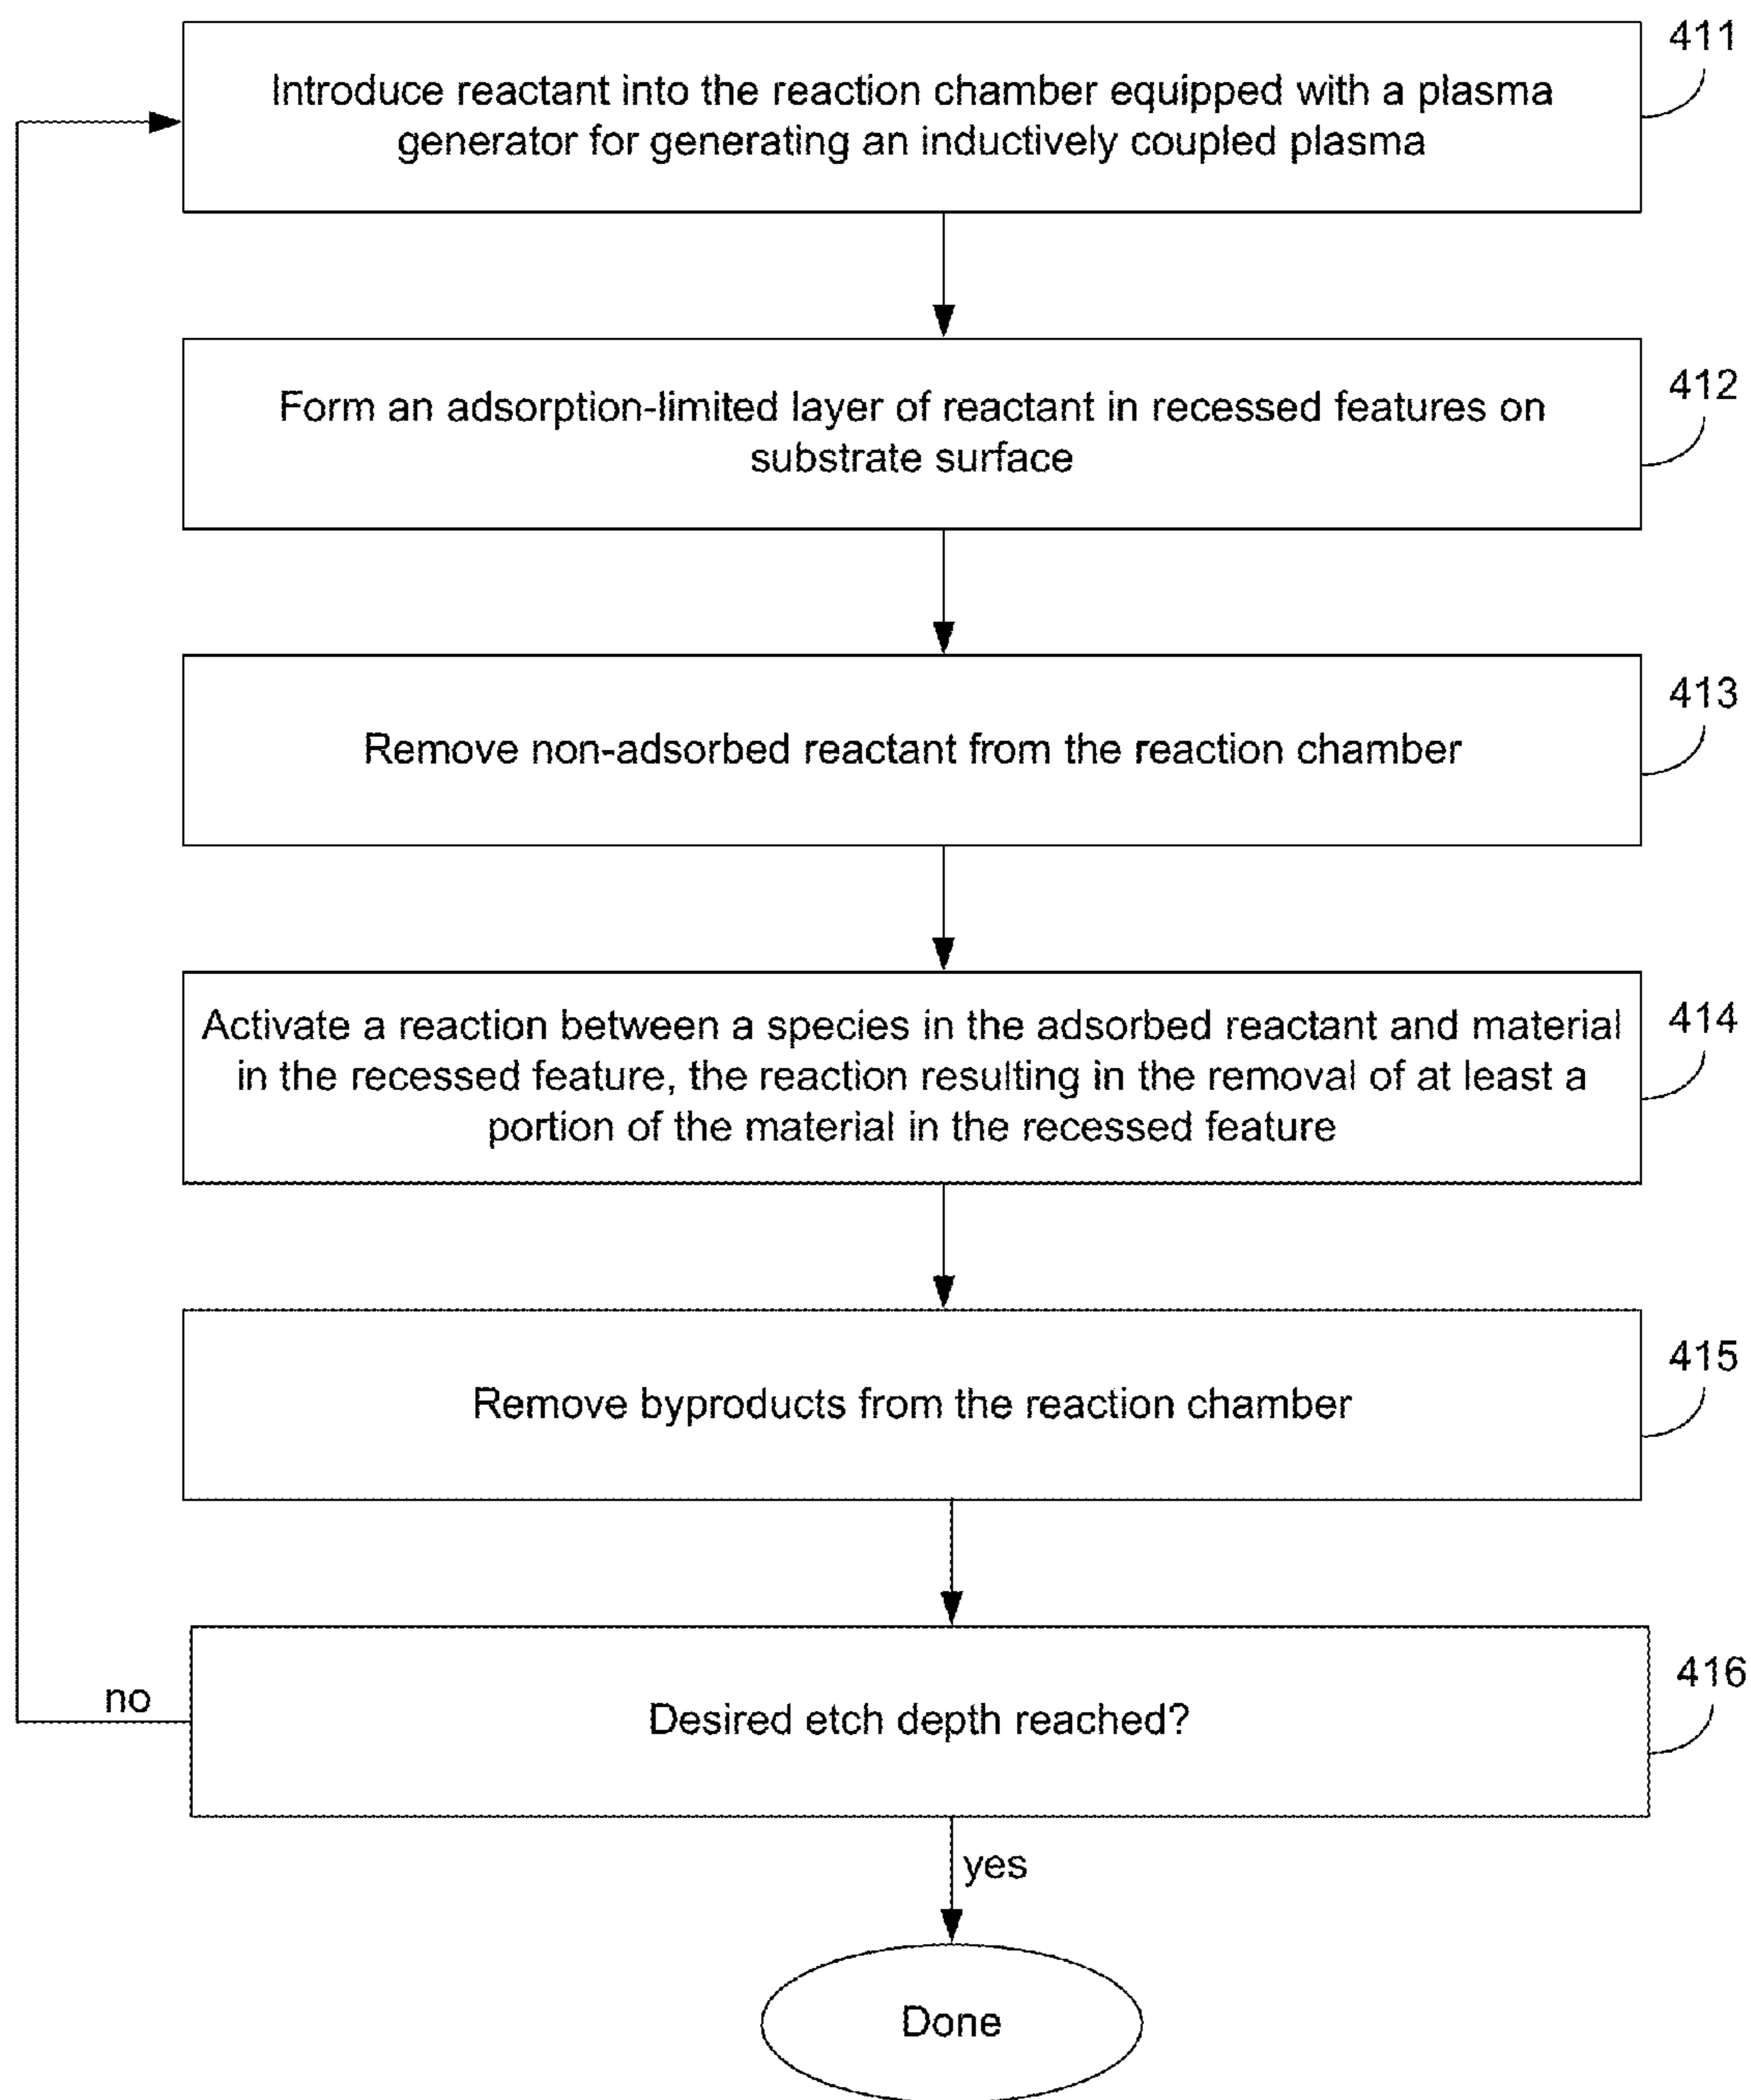 411
Introduce reactant into the reaction chamber equipped with a plasma
generator for generating an inductively coupled plasma
412
Form an adsorption-limited layer of reactant in recessed features on
substrate surface
413
Remove non-adsorbed reactant from the reaction chamber
414
Activate a reaction between a species in the adsorbed reactant and material
in the recessed feature, the reaction resulting in the removal of at least a
portion of the material in the recessed feature
415
Remove byproducts from the reaction chamber
416
no
Desired etch depth reached?
yes
Done